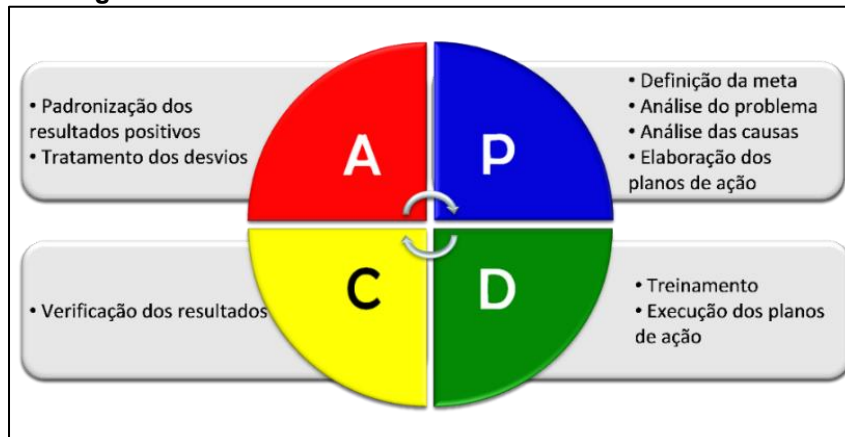 A
P
C
D
• Padronização dos
resultados positivos
• Tratamento dos desvios
• Definição da meta
• Análise do problema
• Análise das causas
• Elaboração dos
planos de ação
• Verificação dos resultados
• Treinamento
• Execução dos planos
de ação